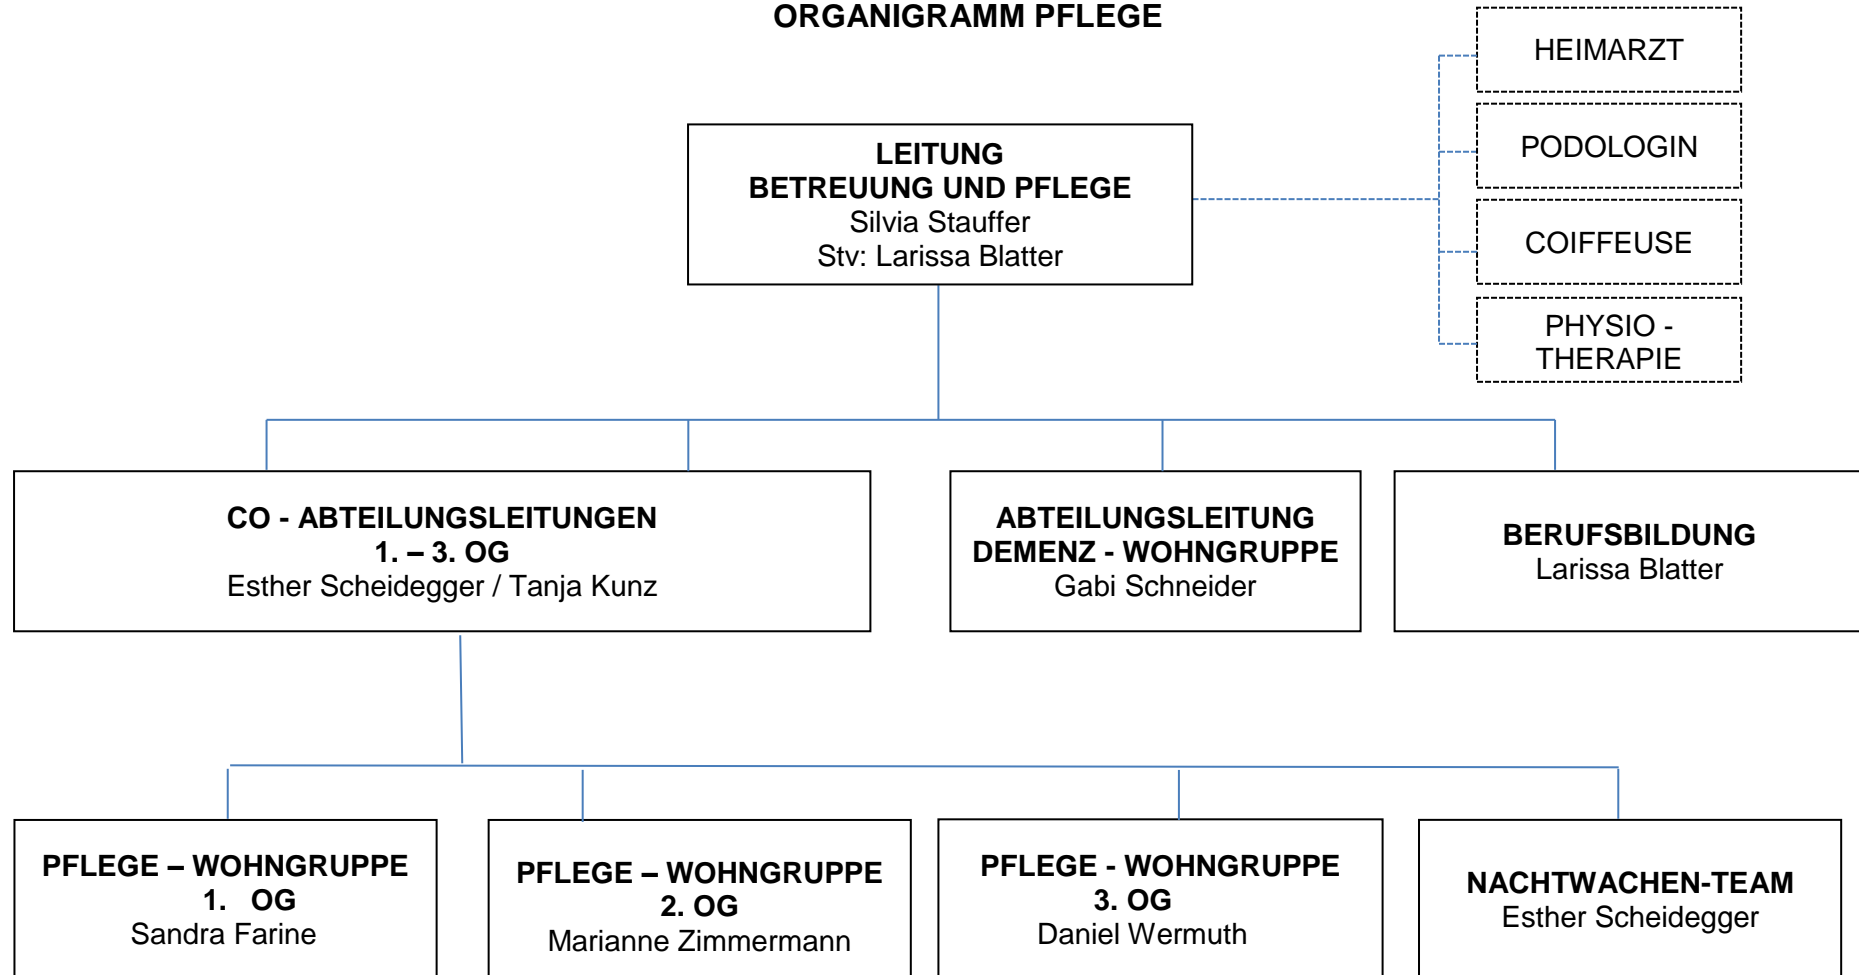 ORGANIGRAMM PFLEGE
HEIMARZT
PODOLOGIN
COIFFEUSE
PHYSIO -
THERAPIE
LEITUNG
BETREUUNG UND PFLEGE
Silvia Stauffer
Stv: Larissa Blatter
CO - ABTEILUNGSLEITUNGEN
1. – 3. OG
Esther Scheidegger / Tanja Kunz
ABTEILUNGSLEITUNG
DEMENZ - WOHNGRUPPE
Gabi Schneider
BERUFSBILDUNG
Larissa Blatter
PFLEGE – WOHNGRUPPE
1. OG
Sandra Farine
PFLEGE – WOHNGRUPPE
2. OG
Marianne Zimmermann
PFLEGE - WOHNGRUPPE
3. OG
Daniel Wermuth
NACHTWACHEN-TEAM
Esther Scheidegger